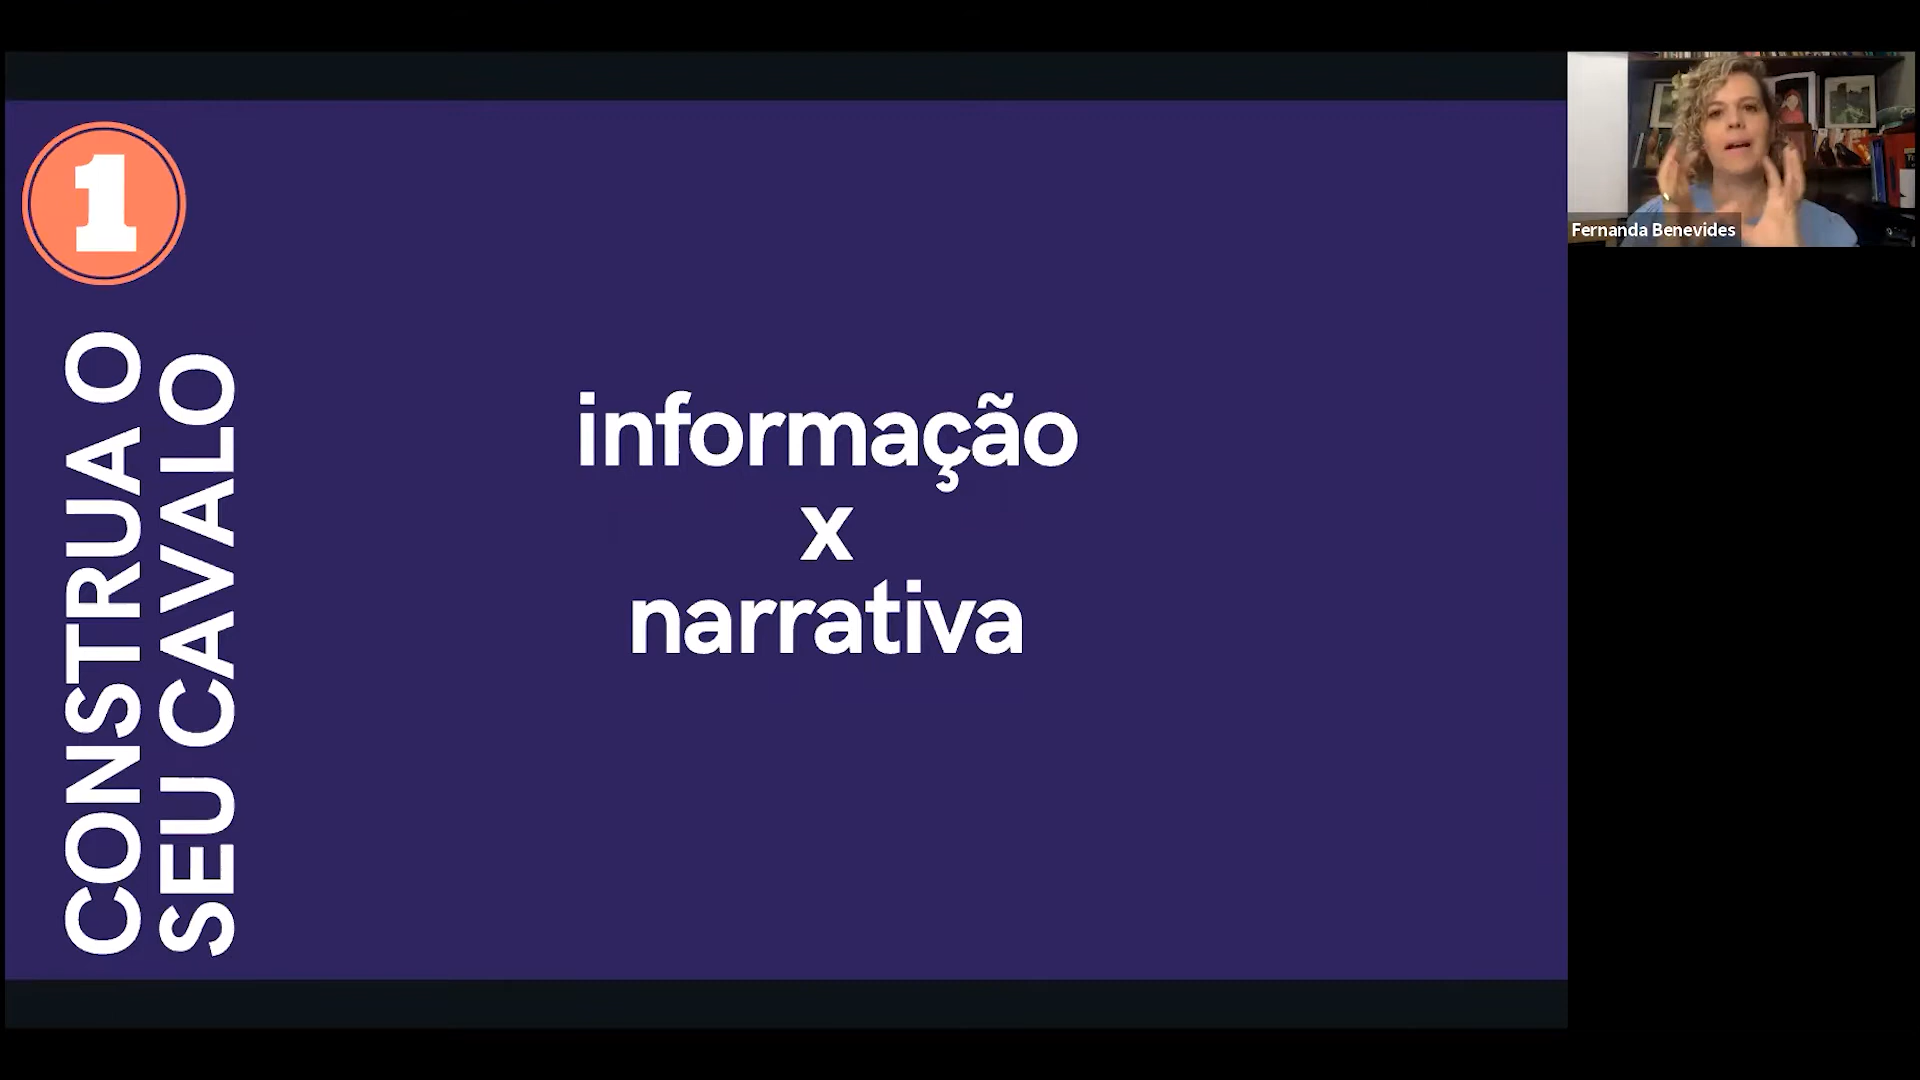 1
CONSTRUA O
SEU CAVALO
informação
x
narrativa
Fernanda Benevides